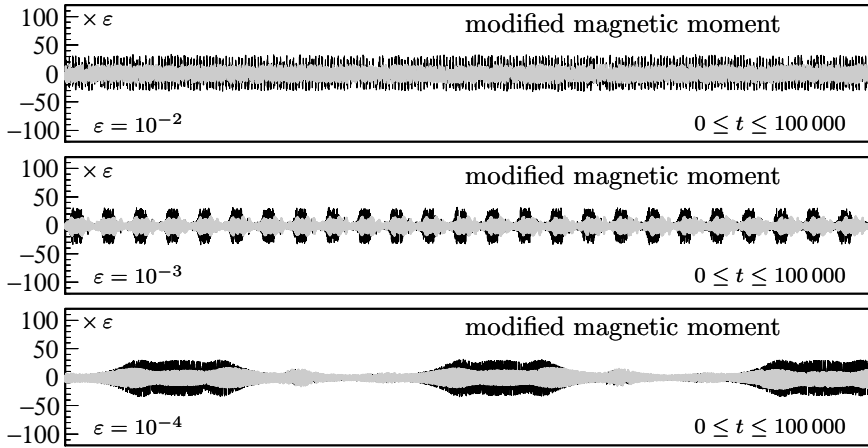 100 × ε modified magnetic moment
50
0
−50
−100 ε = 10⁻² 0 ≤ t ≤ 100 000
100 × ε modified magnetic moment
50
0
−50
−100 ε = 10⁻³ 0 ≤ t ≤ 100 000
100 × ε modified magnetic moment
50
0
−50
−100 ε = 10⁻⁴ 0 ≤ t ≤ 100 000